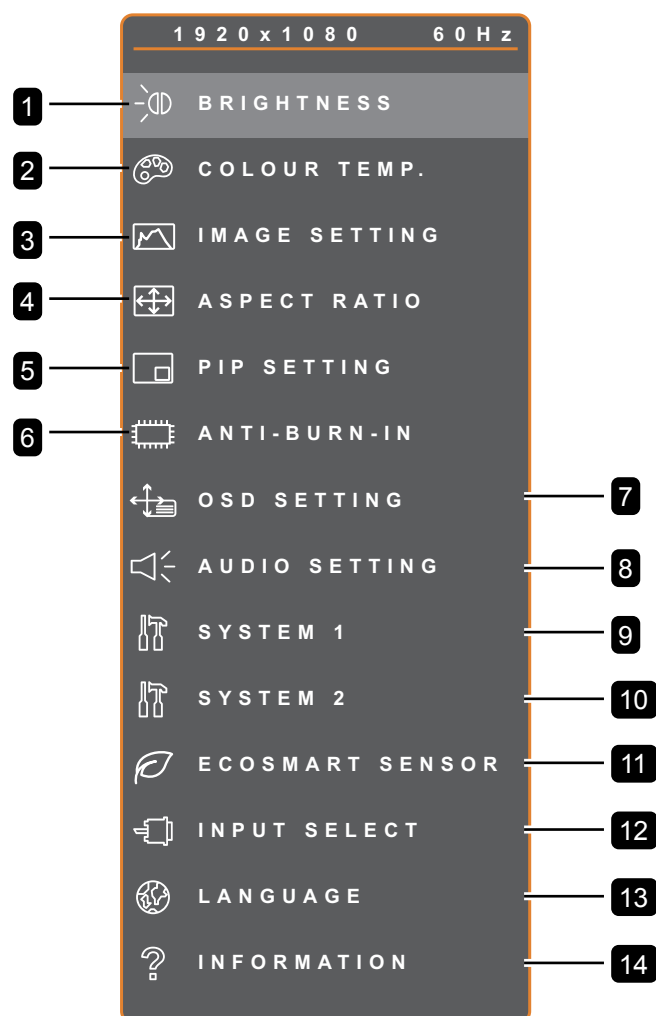 1920x1080 60Hz
1 BRIGHTNESS
2 COLOUR TEMP.
3 IMAGE SETTING
4 ASPECT RATIO
5 PIP SETTING
6 ANTI-BURN-IN
OSD SETTING 7
AUDIO SETTING 8
SYSTEM 1 9
SYSTEM 2 10
ECOSMART SENSOR 11
INPUT SELECT 12
LANGUAGE 13
INFORMATION 14